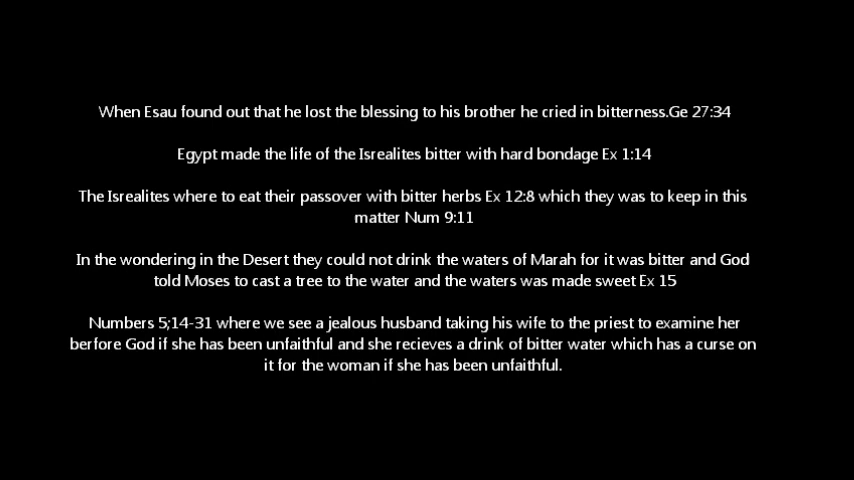 When Esau found out that he lost the blessing to his brother he cried in bitterness.Ge 27:34
Egypt made the life of the Isrealites bitter with hard bondage Ex 1:14
The Isrealites where to eat their passover with bitter herbs Ex 12:8 which they was to keep in this
matter Num 9:11
In the wondering in the Desert they could not drink the waters of Marah for it was bitter and God
told Moses to cast a tree to the water and the waters was made sweet Ex 15
Numbers 5;14-31 where we see a jealous husband taking his wife to the priest to examine her
berfore God if she has been unfaithful and she recieves a drink of bitter water which has a curse on
it for the woman if she has been unfaithful.